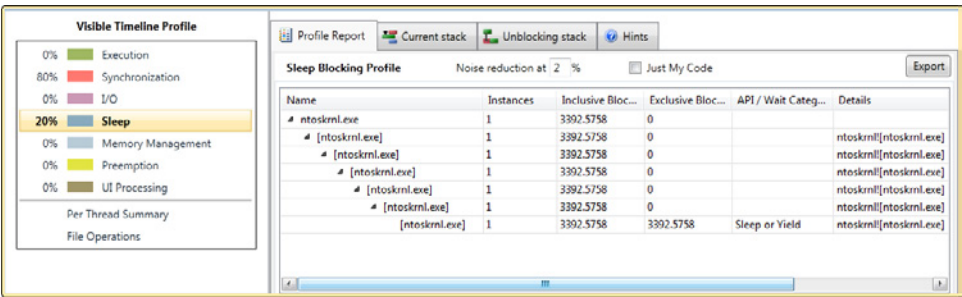 Visible Timeline Profile
0% Execution
80% Synchronization
0% I/O
20% Sleep
0% Memory Management
0% Preemption
0% UI Processing
Per Thread Summary
File Operations
Profile Report Current stack Unblocking stack Hints
Sleep Blocking Profile Noise reduction at 2 % Just My Code Export
Name Instances Inclusive Bloc... Exclusive Bloc... API / Wait Categ... Details
ntoskrnl.exe 1 3392.5758 0
[ntoskrnl.exe] 1 3392.5758 0 ntoskrnl![ntoskrnl.exe]
[ntoskrnl.exe] 1 3392.5758 0 ntoskrnl![ntoskrnl.exe]
[ntoskrnl.exe] 1 3392.5758 0 ntoskrnl![ntoskrnl.exe]
[ntoskrnl.exe] 1 3392.5758 0 ntoskrnl![ntoskrnl.exe]
[ntoskrnl.exe] 1 3392.5758 0 ntoskrnl![ntoskrnl.exe]
[ntoskrnl.exe] 1 3392.5758 3392.5758 Sleep or Yield ntoskrnl![ntoskrnl.exe]